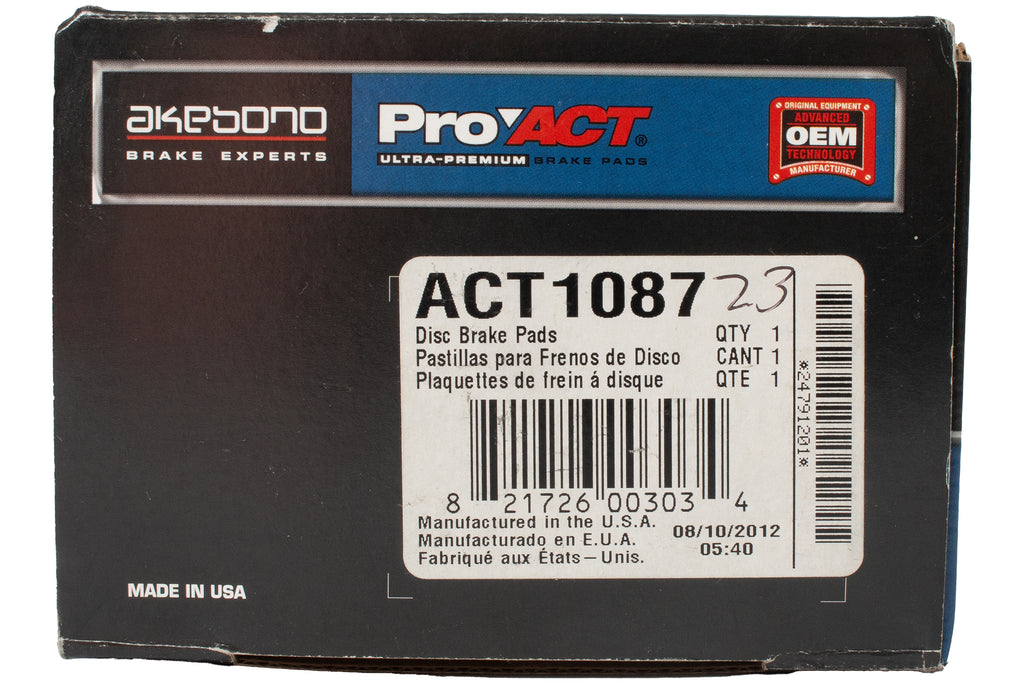 akebono
BRAKE EXPERTS
ProACT®
ULTRA-PREMIUM BRAKE PADS
ORIGINAL EQUIPMENT
ADVANCED
OEM
TECHNOLOGY
MANUFACTURER
ACT1087 23
Disc Brake Pads QTY 1
Pastillas para Frenos de Disco CANT 1
Plaquettes de frein á disque QTE 1
*24791201*
8 21726 00303 4
Manufactured in the U.S.A.
Manufacturado en E.U.A.
Fabriqué aux États-Unis.
08/10/2012
05:40
MADE IN USA